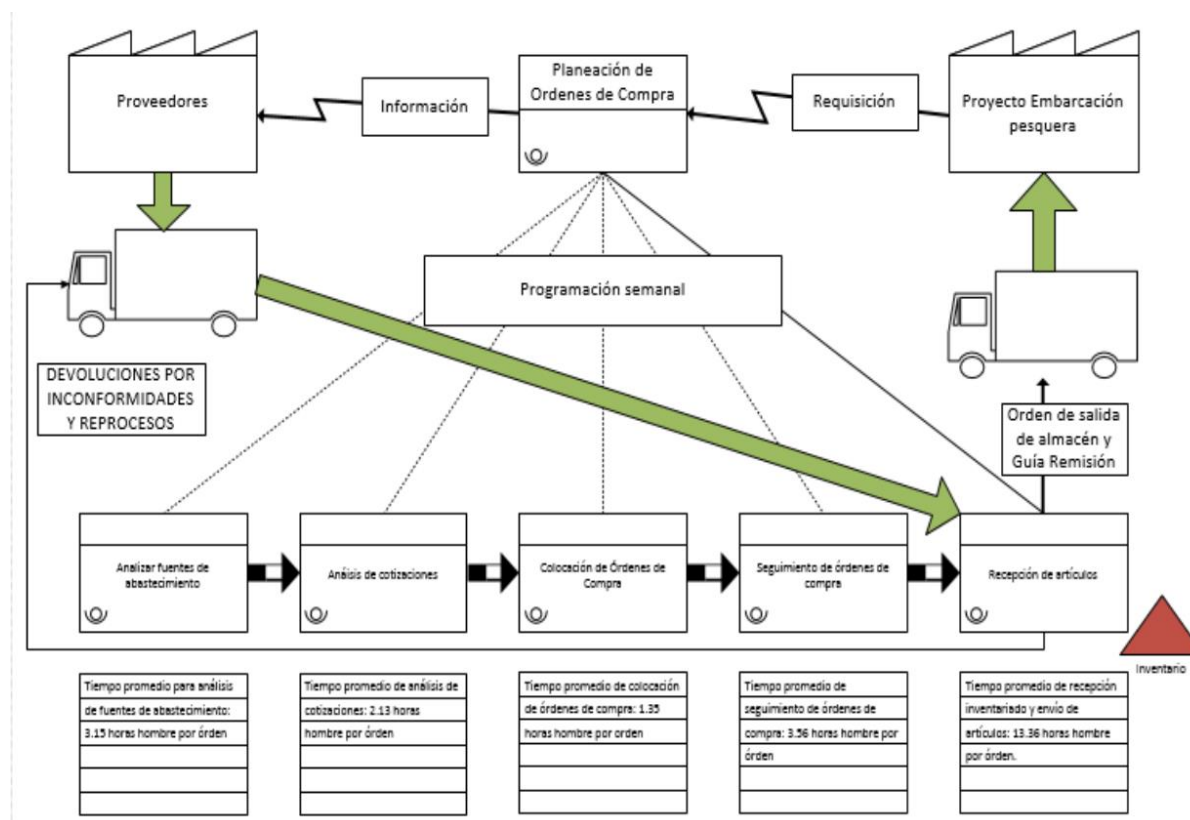 Proveedores
Información
Planeación de
Ordenes de Compra
Requisición
Proyecto Embarcación
pesquera
Programación semanal
DEVOLUCIONES POR
INCONFORMIDADES
Y REPROCESOS
Orden de salida
de almacén y
Guía Remisión
Analizar fuentes de
abastecimiento
Análisis de cotizaciones
Colocación de Órdenes de
Compra
Seguimiento de órdenes de
compra
Recepción de artículos
Inventario
Tiempo promedio para análisis
de fuentes de abastecimiento:
3.15 horas hombre por órden
Tiempo promedio de análisis de
cotizaciones: 2.13 horas
hombre por órden
Tiempo promedio de colocación
de órdenes de compra: 1.35
horas hombre por orden
Tiempo promedio de
seguimiento de órdenes de
compra: 3.56 horas hombre por
órden
Tiempo promedio de recepción
inventariado y envío de
artículos: 13.36 horas hombre
por órden.